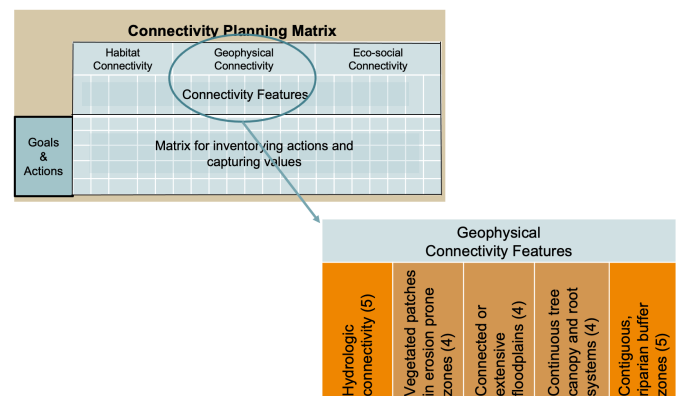 Connectivity Planning Matrix
Habitat
Connectivity
Geophysical
Connectivity
Eco-social
Connectivity
Connectivity Features
Goals
&
Actions
Matrix for inventorying actions and
capturing values
Geophysical
Connectivity Features
Hydrologic
connectivity (5)
Vegetated patches
in erosion prone
zones (4)
Connected or
extensive
floodplains (4)
Continuous tree
canopy and root
systems (4)
Contiguous,
riparian buffer
zones (5)